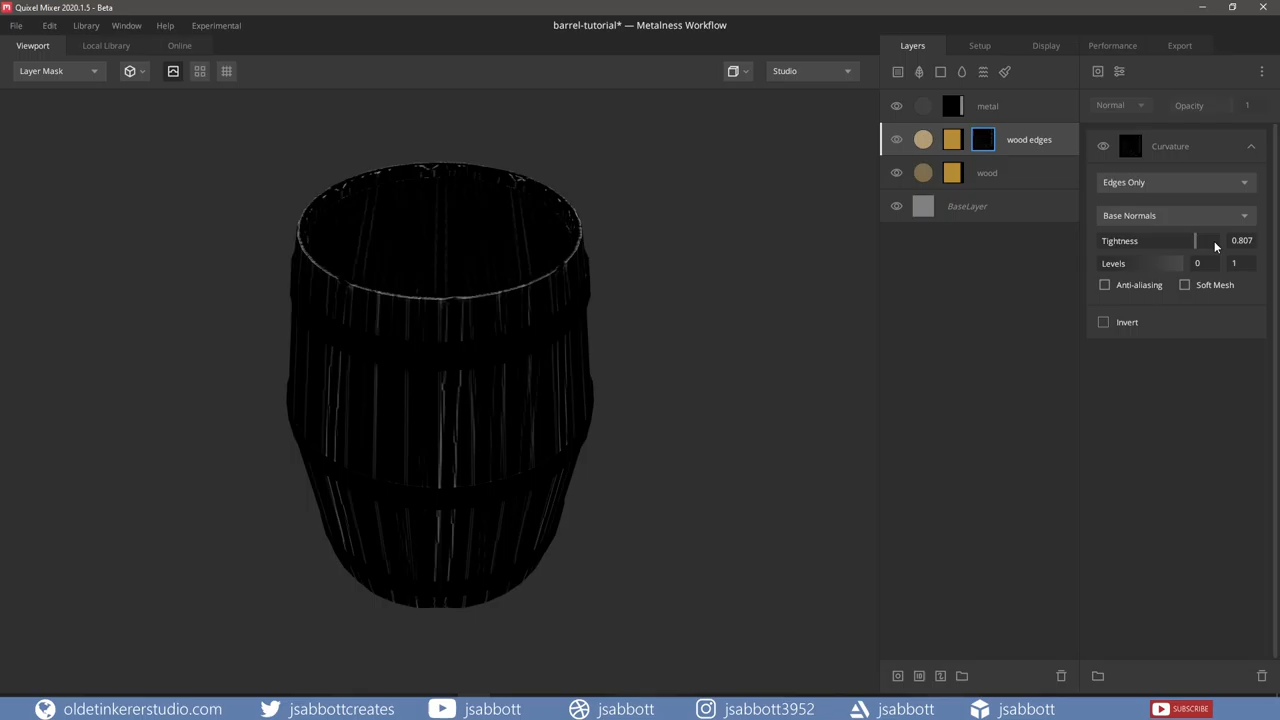 Quixel Mixer 2020.1.5 - Beta
File Edit Library Window Help Experimental barrel-tutorial* — Metalness Workflow
Viewport Local Library Online Layers Setup Display Performance Export
Layer Mask Studio
metal Normal Opacity 1
wood edges Curvature
wood Edges Only
BaseLayer Base Normals
Tightness 0.807
Levels 0 1
Anti-aliasing Soft Mesh
Invert
oldetinkererstudio.com jsabbottcreates jsabbott jsabbott jsabbott3952 jsabbott jsabbott SUBSCRIBE